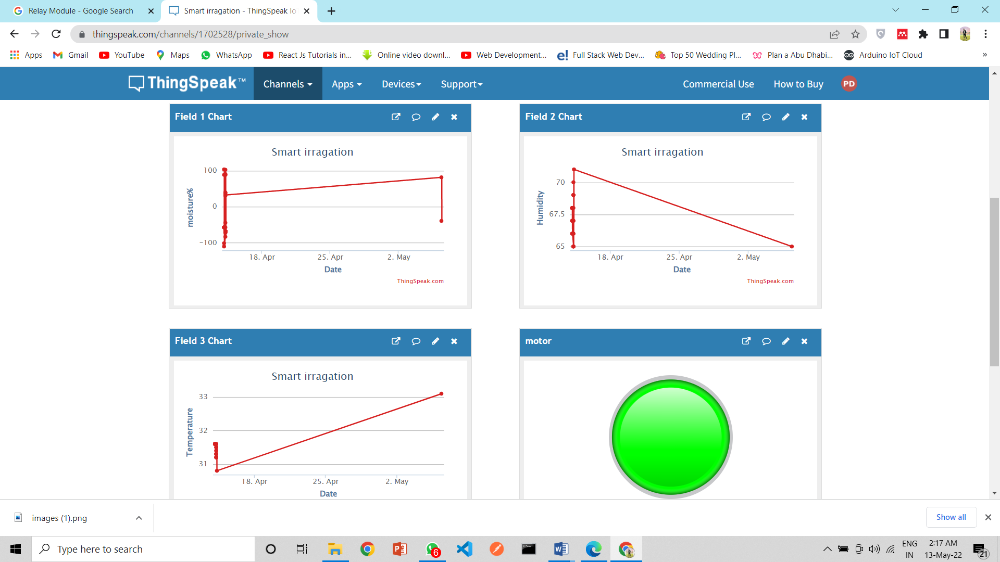 Relay Module - Google Search
Smart irragation - ThingSpeak Io
thingspeak.com/channels/1702528/private_show
Apps Gmail YouTube Maps WhatsApp React Js Tutorials in... Online video downl... Web Development... Full Stack Web Dev... Top 50 Wedding Pl... Plan a Abu Dhabi... Arduino IoT Cloud »
ThingSpeak™ Channels Apps Devices Support Commercial Use How to Buy PD
Field 1 Chart
Smart irragation
100
0
-100
moisture%
18. Apr 25. Apr 2. May
Date
ThingSpeak.com
Field 2 Chart
Smart irragation
70
67.5
65
Humidity
18. Apr 25. Apr 2. May
Date
ThingSpeak.com
Field 3 Chart
Smart irragation
33
32
31
Temperature
18. Apr 25. Apr 2. May
Date
motor
images (1).png
Show all
Type here to search
6
ENG
IN
2:17 AM
13-May-22
21